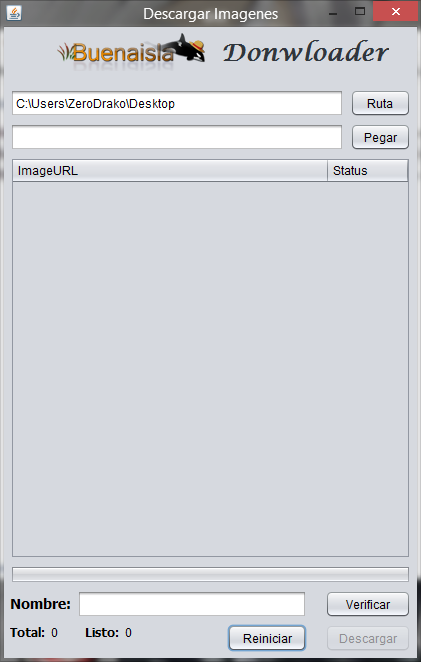 Descargar Imagenes
Buenaisla Donwloader
C:\Users\ZeroDrako\Desktop Ruta
Pegar
ImageURL Status
Nombre: Verificar
Total: 0 Listo: 0 Reiniciar Descargar